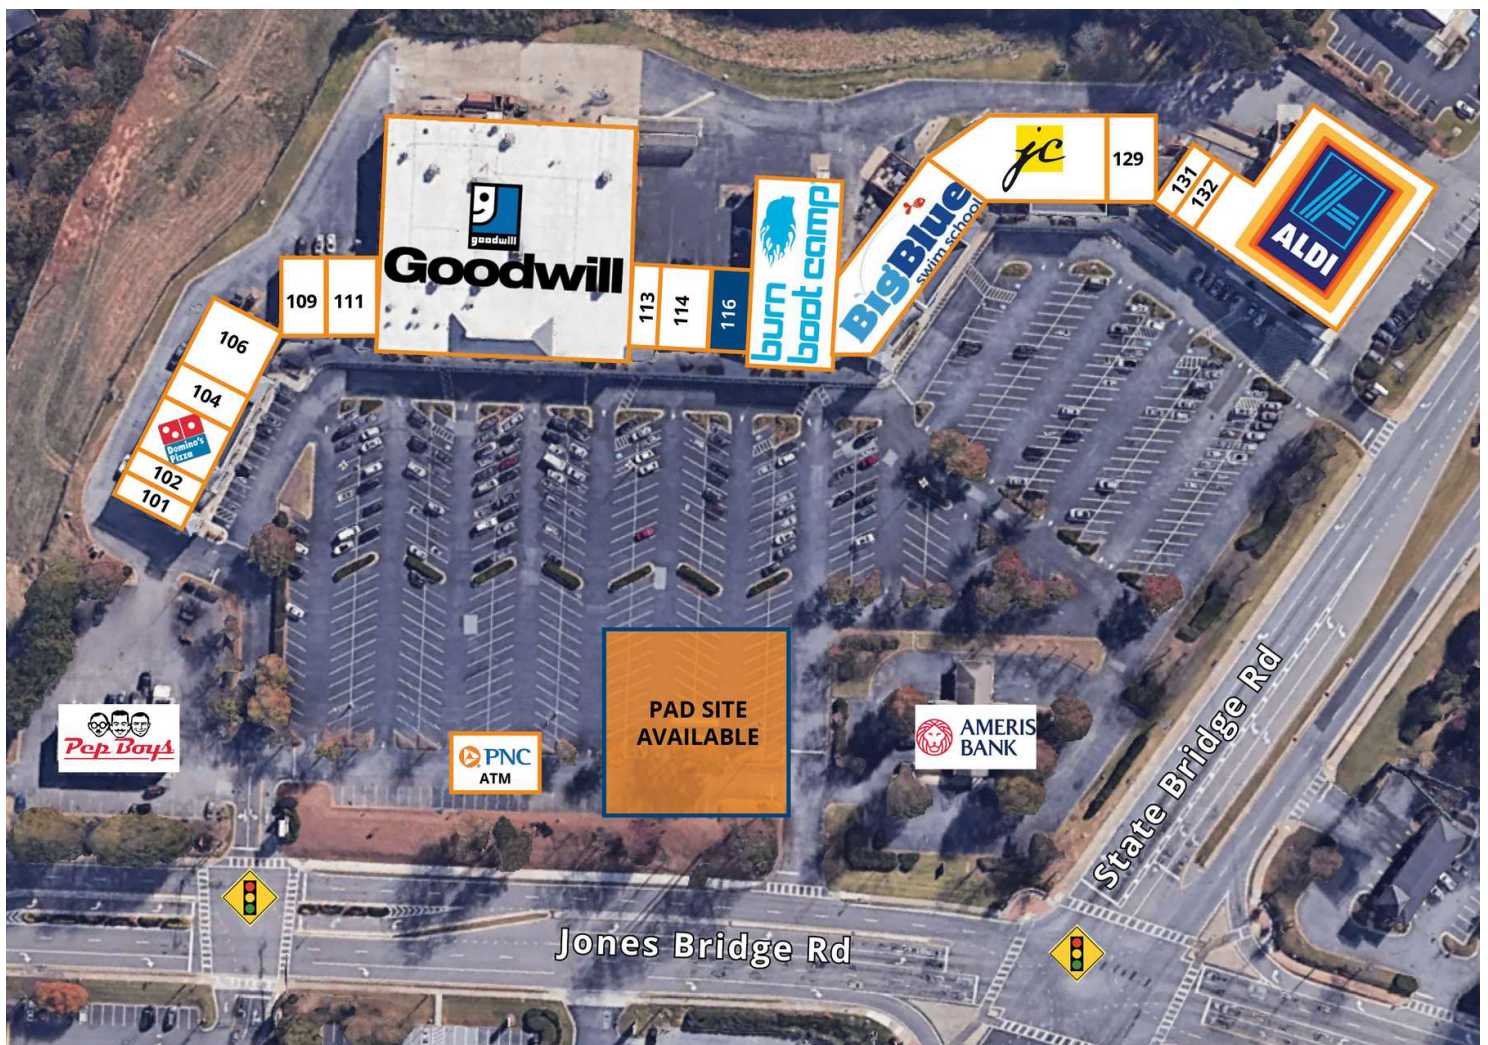 jc
129
131
132
ALDI
goodwill
Goodwill
burn
boot camp
BigBlue
swim school
109
111
113
114
116
106
104
Domino's
Pizza
102
101
PAD SITE
AVAILABLE
Pep Boys
PNC
ATM
AMERIS
BANK
State Bridge Rd
Jones Bridge Rd